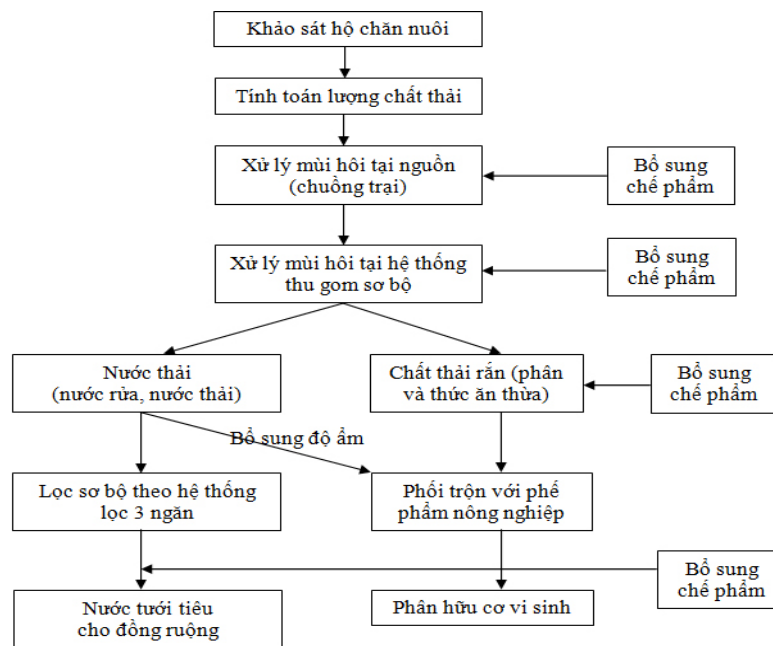 Khảo sát hộ chăn nuôi
Tính toán lượng chất thải
Xử lý mùi hôi tại nguồn
(chuồng trại)
Bổ sung
chế phẩm
Xử lý mùi hôi tại hệ thống
thu gom sơ bộ
Bổ sung
chế phẩm
Nước thải
(nước rửa, nước thải)
Chất thải rắn (phân
và thức ăn thừa)
Bổ sung
chế phẩm
Bổ sung độ ẩm
Lọc sơ bộ theo hệ thống
lọc 3 ngăn
Phối trộn với phế
phẩm nông nghiệp
Bổ sung
chế phẩm
Nước tưới tiêu
cho đồng ruộng
Phân hữu cơ vi sinh